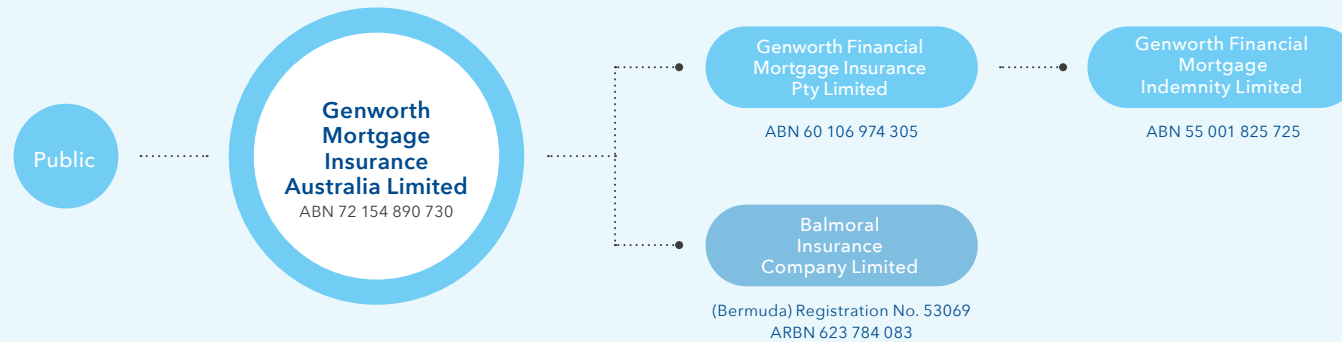 Public
Genworth
Mortgage
Insurance
Australia Limited
ABN 72 154 890 730
Genworth Financial
Mortgage Insurance
Pty Limited
ABN 60 106 974 305
Genworth Financial
Mortgage
Indemnity Limited
ABN 55 001 825 725
Balmoral
Insurance
Company Limited
(Bermuda) Registration No. 53069
ARBN 623 784 083